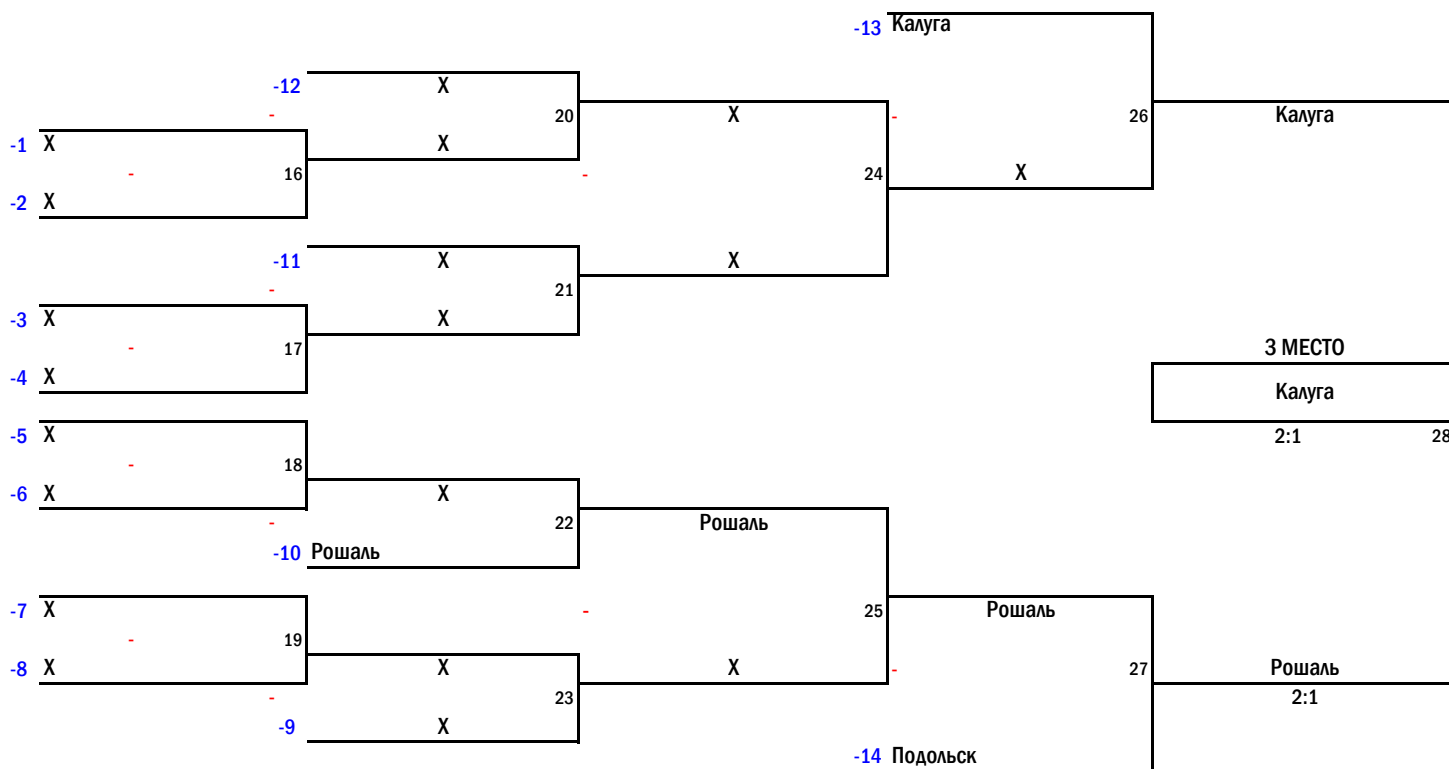 -13 Калуга
-12 X
- 20 X - 26 Калуга
-1 X X
- 16 - 24 X
-2 X
-11 X X
- 21
-3 X X
- 17 3 МЕСТО
-4 X Калуга
-5 X 2:1 28
- 18
-6 X X
- 22 Рошаль
-10 Рошаль
-7 X - 25 Рошаль
- 19
-8 X X X - 27 Рошаль
- 23 2:1
-9 X
-14 Подольск